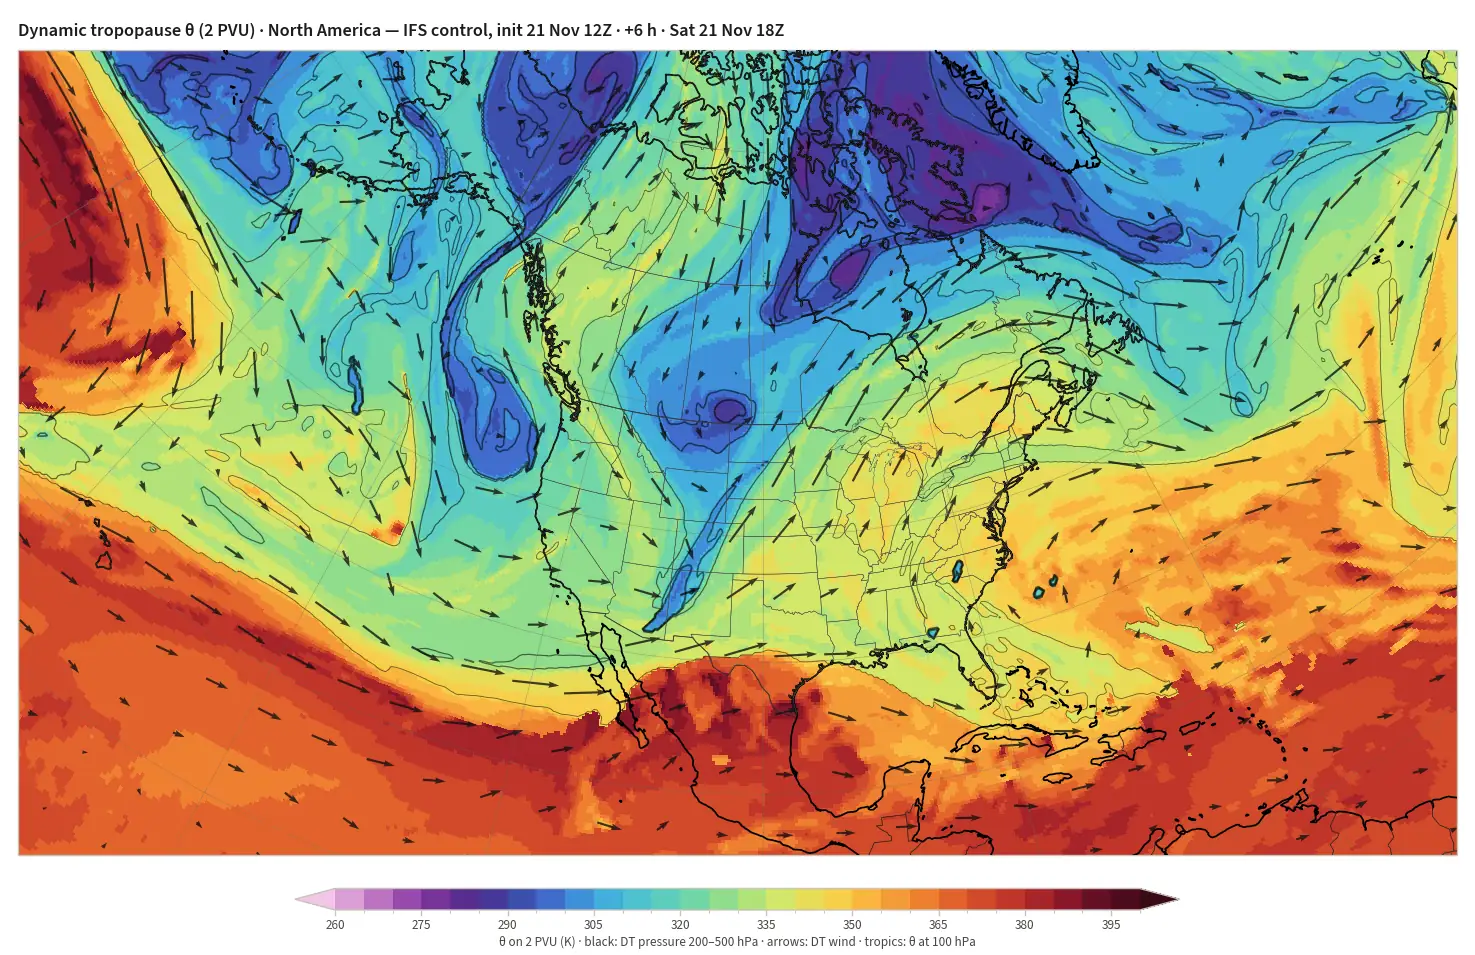 Dynamic tropopause θ (2 PVU) · North America — IFS control, init 21 Nov 12Z · +6 h · Sat 21 Nov 18Z
260 275 290 305 320 335 350 365 380 395
θ on 2 PVU (K) · black: DT pressure 200–500 hPa · arrows: DT wind · tropics: θ at 100 hPa